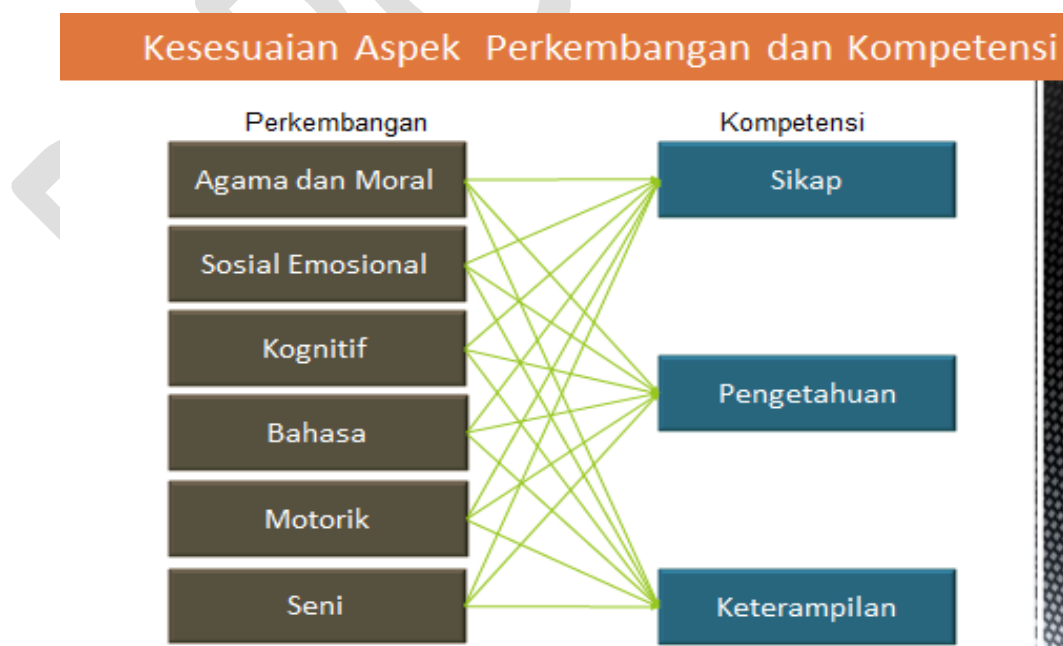 Kesesuaian Aspek Perkembangan dan Kompetensi
Perkembangan
Kompetensi
Agama dan Moral
Sikap
Sosial Emosional
Kognitif
Pengetahuan
Bahasa
Motorik
Seni
Keterampilan